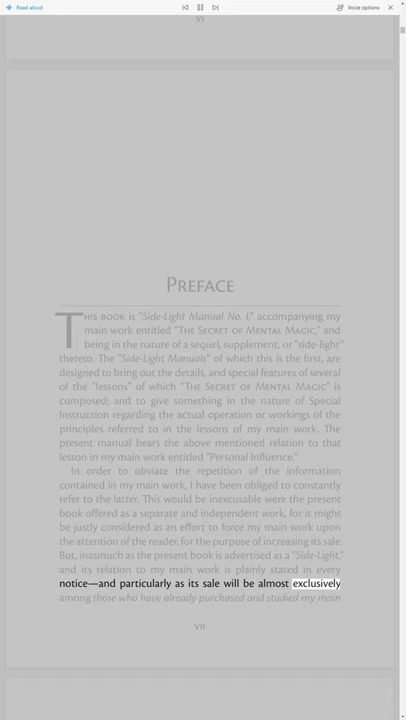 Read aloud
Voice options
VI
PREFACE
THIS BOOK IS "Side-Light Manual No. I," accompanying my
main work entitled "THE SECRET OF MENTAL MAGIC," and
being in the nature of a sequel, supplement, or "side-light"
thereto. The "Side-Light Manuals" of which this is the first, are
designed to bring out the details, and special features of several
of the "lessons" of which "THE SECRET OF MENTAL MAGIC" is
composed; and to give something in the nature of Special
Instruction regarding the actual operation or workings of the
principles referred to in the lessons of my main work. The
present manual bears the above mentioned relation to that
lesson in my main work entitled "Personal Influence."
In order to obviate the repetition of the information
contained in my main work, I have been obliged to constantly
refer to the latter. This would be inexcusable were the present
book offered as a separate and independent work, for it might
be justly considered as an effort to force my main work upon
the attention of the reader, for the purpose of increasing its sale.
But, inasmuch as the present book is advertised as a "Side-Light,"
and its relation to my main work is plainly stated in every
notice—and particularly as its sale will be almost exclusively
among those who have already purchased and studied my main
VII